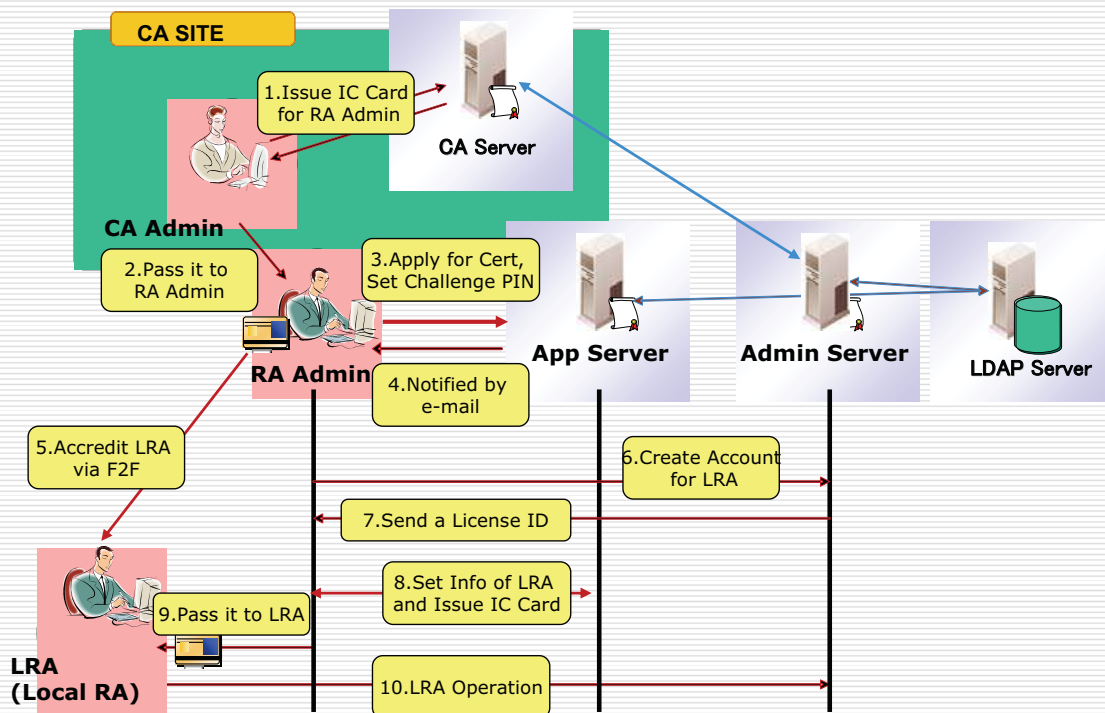 CA SITE
1.Issue IC Card
for RA Admin
CA Server
CA Admin
2.Pass it to
RA Admin
3.Apply for Cert,
Set Challenge PIN
RA Admin
App Server
Admin Server
LDAP Server
4.Notified by
e-mail
5.Accredit LRA
via F2F
6.Create Account
for LRA
7.Send a License ID
8.Set Info of LRA
and Issue IC Card
9.Pass it to LRA
LRA
(Local RA)
10.LRA Operation